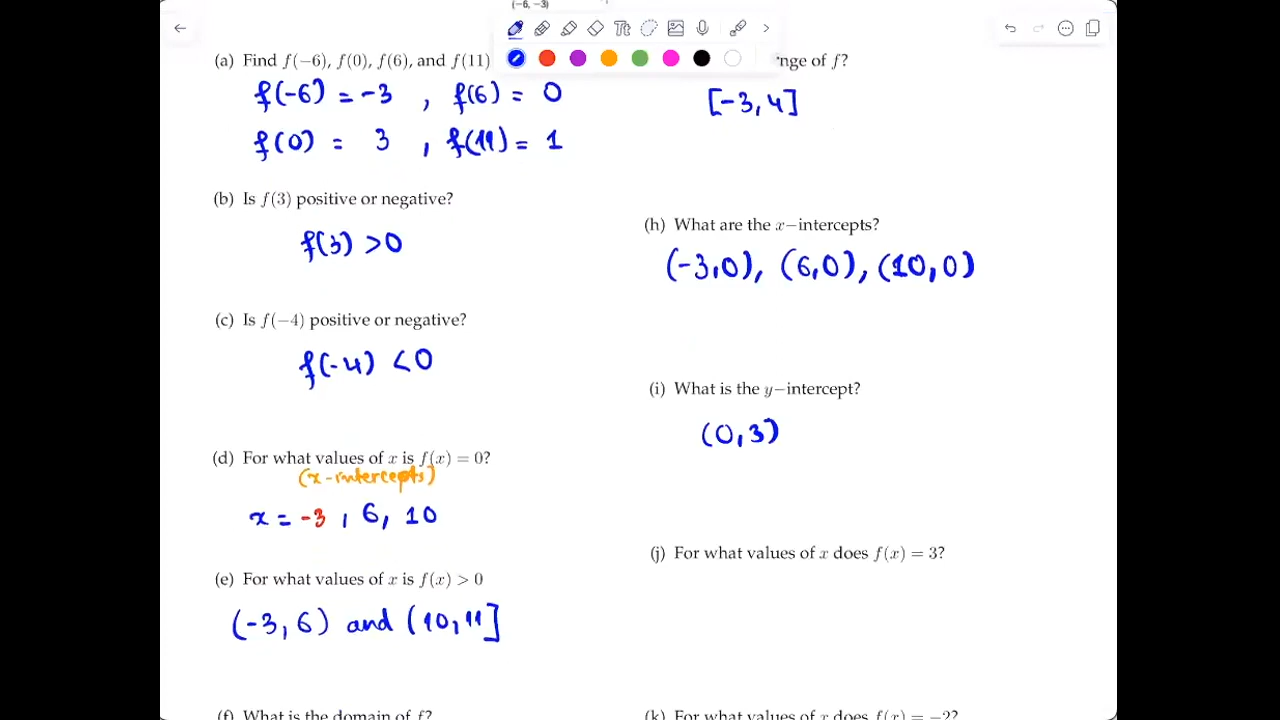 (-6, -3)
Tt
(a) Find f(−6), f(0), f(6), and f(11)
f(-6) = -3 , f(6) = 0
f(0) = 3 , f(11) = 1
(b) Is f(3) positive or negative?
f(3) >0
(c) Is f(−4) positive or negative?
f(-4) <0
(d) For what values of x is f(x) = 0?
(x-intercepts)
x = -3 , 6, 10
(e) For what values of x is f(x) > 0
(-3, 6) and (10, 11]
(f) What is the domain of f?
nge of f?
[-3, 4]
(h) What are the x−intercepts?
(-3,0), (6,0), (10,0)
(i) What is the y−intercept?
(0,3)
(j) For what values of x does f(x) = 3?
(k) For what values of x does f(x) = −2?